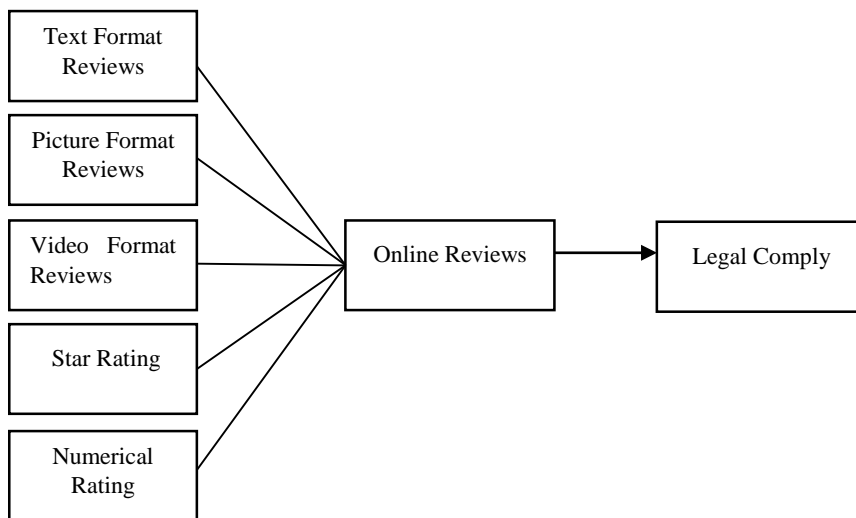 Text Format
Reviews
Picture Format
Reviews
Video Format
Reviews
Star Rating
Numerical
Rating
Online Reviews
Legal Comply